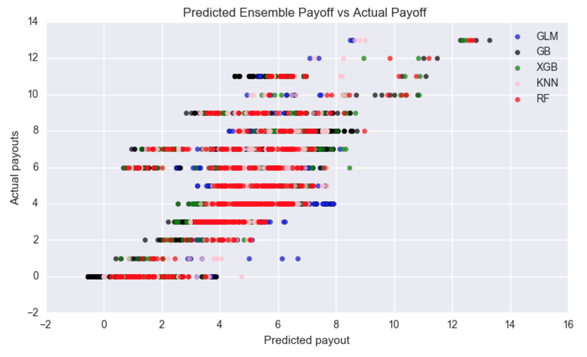 Predicted Ensemble Payoff vs Actual Payoff
14
12
10
8
6
4
2
0
−2
Actual payouts
GLM
GB
XGB
KNN
RF
−2 0 2 4 6 8 10 12 14 16
Predicted payout